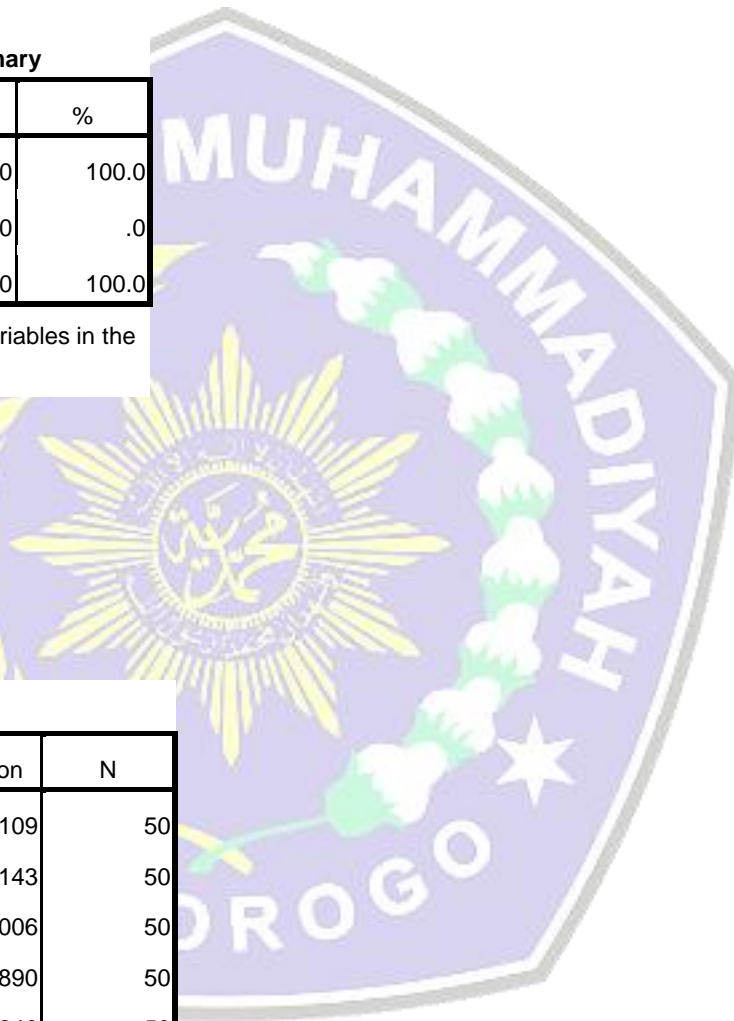 nary
%
0 100.0
0 .0
0 100.0
riables in the
MUHAMMADIYAH
محمدية
on N
109 50
143 50
006 50
890 50
OROGO